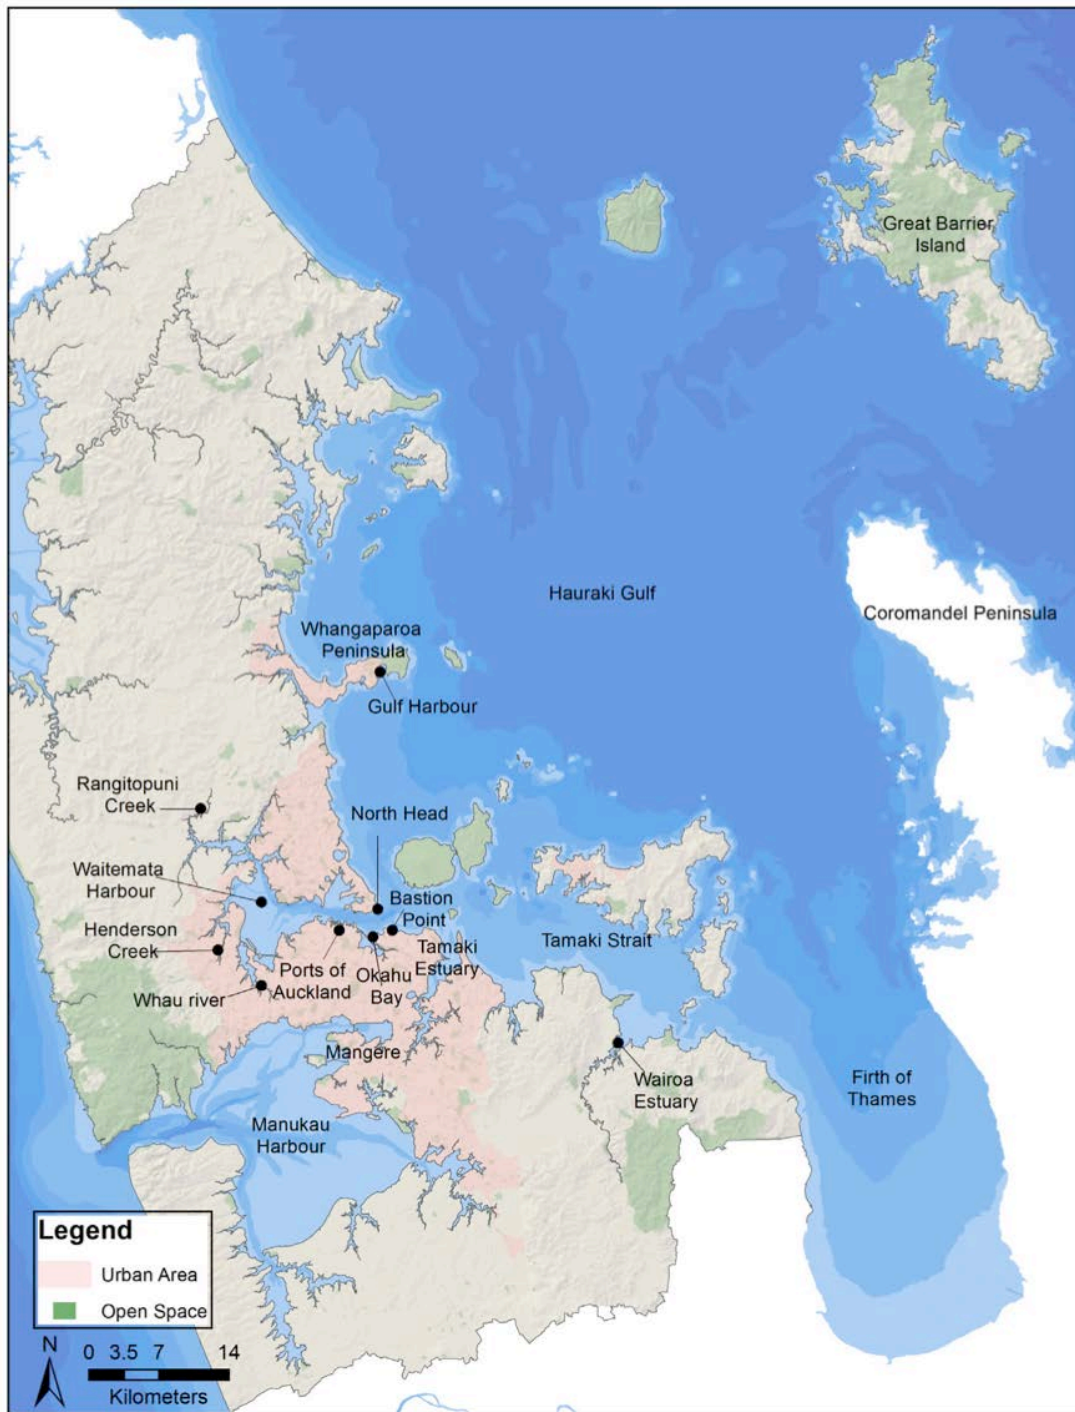 Great Barrier
Island
Hauraki Gulf
Coromandel Peninsula
Whangaparoa
Peninsula
Gulf Harbour
Rangitopuni
Creek
North Head
Waitemata
Harbour
Bastion
Point
Henderson
Creek
Tamaki
Estuary
Tamaki Strait
Ports of
Auckland
Okahu
Bay
Whau river
Mangere
Wairoa
Estuary
Firth of
Thames
Manukau
Harbour
Legend
Urban Area
Open Space
N
0 3.5 7 14
Kilometers